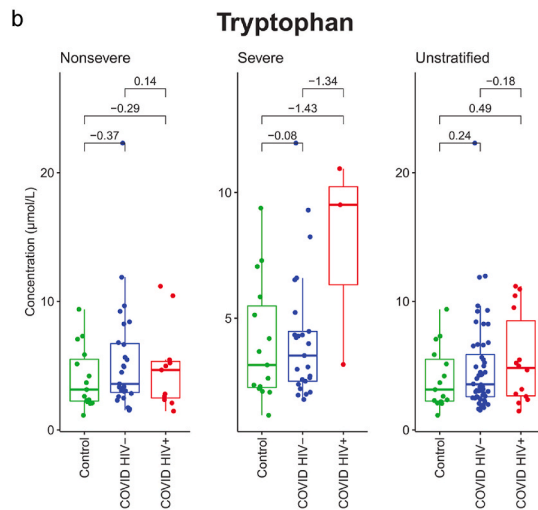 b
Tryptophan
Nonsevere
Severe
Unstratified
Concentration (μmol/L)
0.14
−0.29
−0.37
20
10
0
Control
COVID HIV−
COVID HIV+
−1.34
−1.43
−0.08
10
5
Control
COVID HIV−
COVID HIV+
−0.18
0.49
0.24
20
10
0
Control
COVID HIV−
COVID HIV+